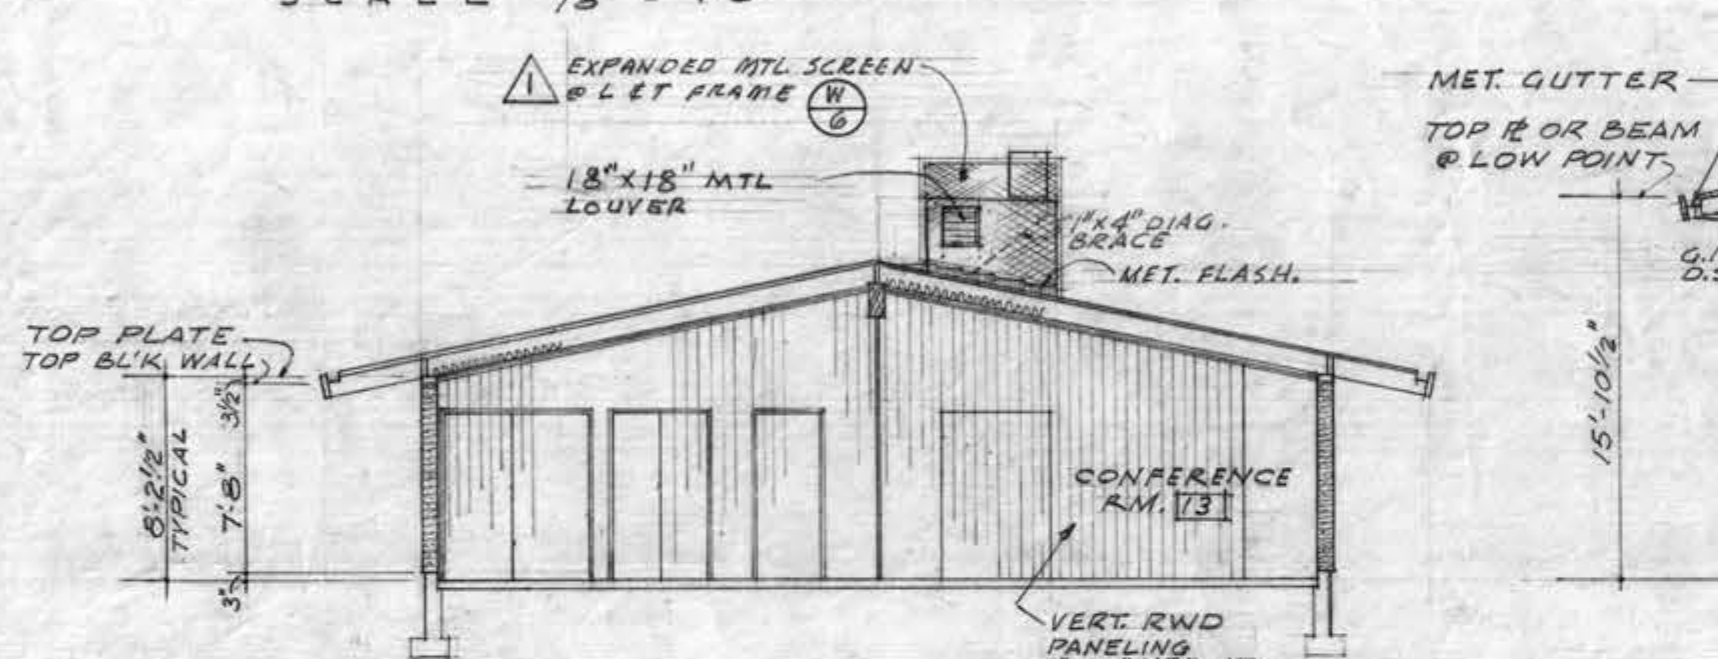 EXPANDED MTL SCREEN
@ L & T FRAME
1
W
6
18"X18" MTL
LOUVER
1"X4" DIAG.
BRACE
MET. FLASH.
MET. GUTTER
TOP PL OR BEAM
@ LOW POINT
TOP PLATE
TOP BL'K WALL
3½"
8'-2½"
TYPICAL
7'-8"
3"
15'-10½"
CONFERENCE
RM. 13
VERT. RWD
PANELING